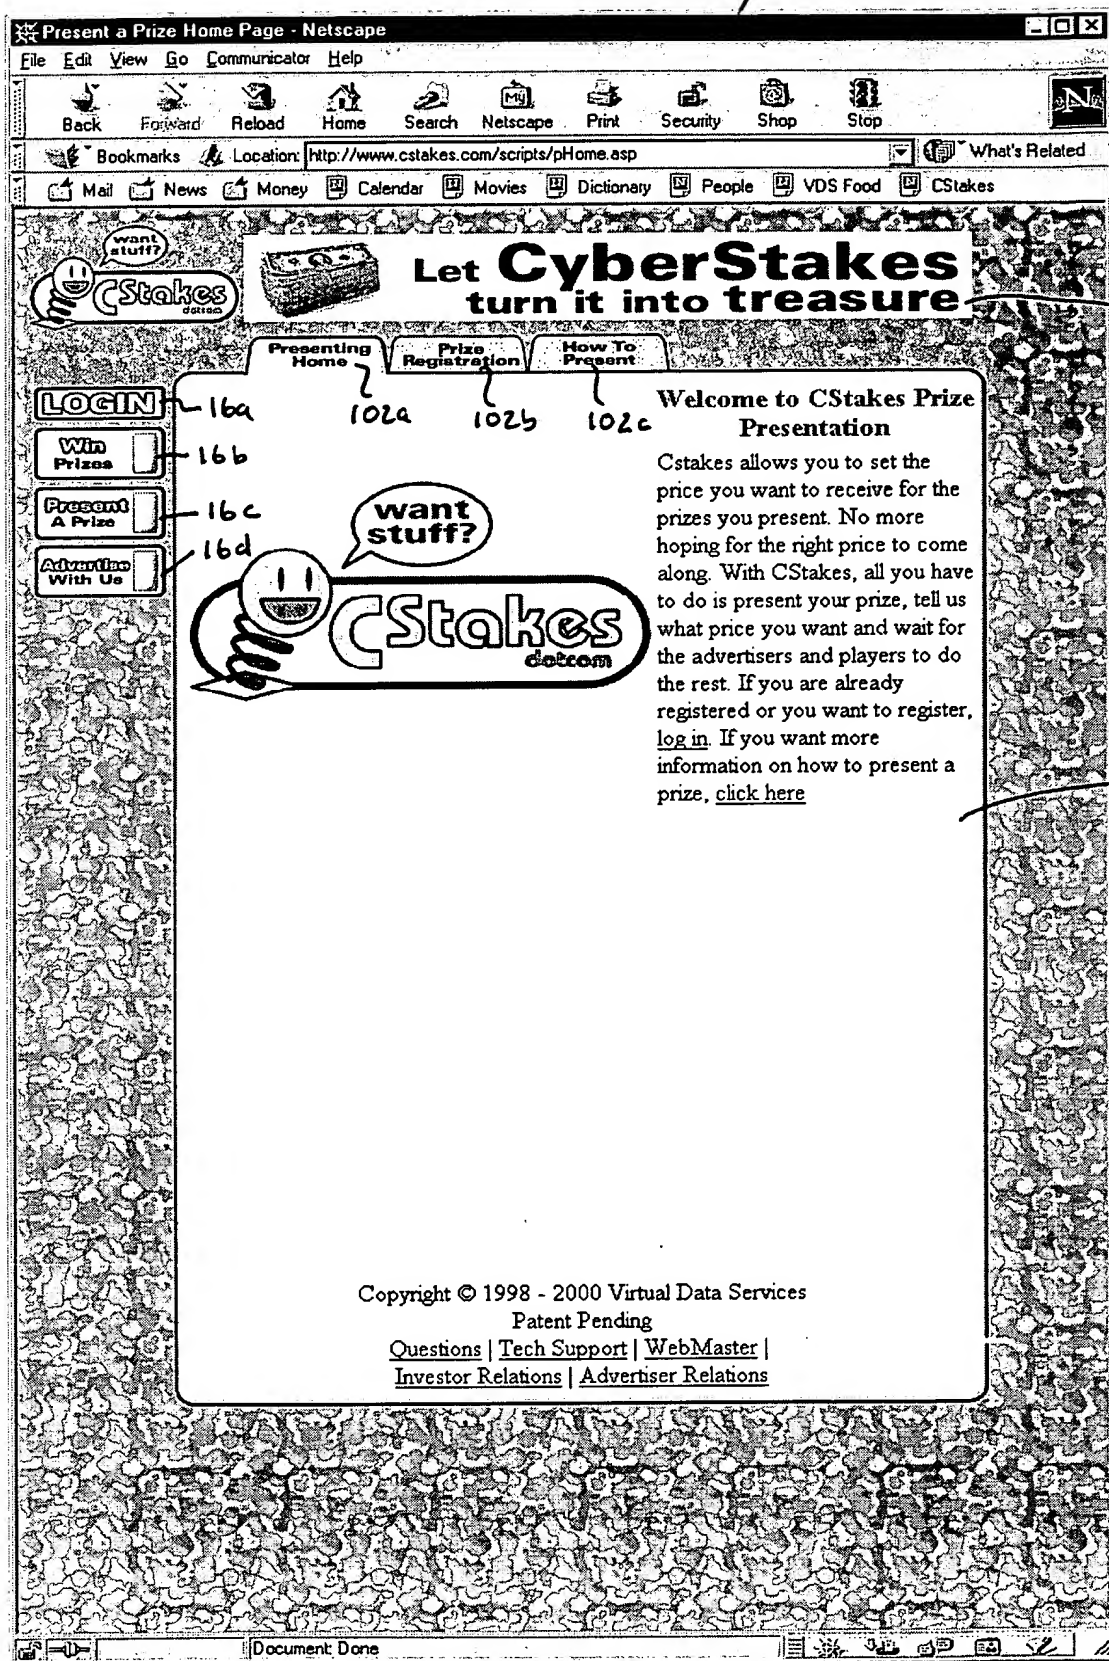 Present a Prize Home Page - Netscape
File Edit View Go Communicator Help
Back Forward Reload Home Search Netscape Print Security Shop Stop
My
N
Bookmarks Location: http://www.cstakes.com/scripts/pHome.asp What's Related
Mail News Money Calendar Movies Dictionary People VDS Food CStakes
want
stuff?
CStakes
dotcom
Let CyberStakes
turn it into treasure
Presenting
Home
Prize
Registration
How To
Present
102a 102b 102c
LOGIN 16a
Win
Prizes 16b
Present
A Prize 16c
Advertise
With Us 16d
want
stuff?
CStakes
dotcom
Welcome to CStakes Prize
Presentation
Cstakes allows you to set the
price you want to receive for the
prizes you present. No more
hoping for the right price to come
along. With CStakes, all you have
to do is present your prize, tell us
what price you want and wait for
the advertisers and players to do
the rest. If you are already
registered or you want to register,
log in. If you want more
information on how to present a
prize, click here
Copyright © 1998 - 2000 Virtual Data Services
Patent Pending
Questions | Tech Support | WebMaster |
Investor Relations | Advertiser Relations
Document: Done